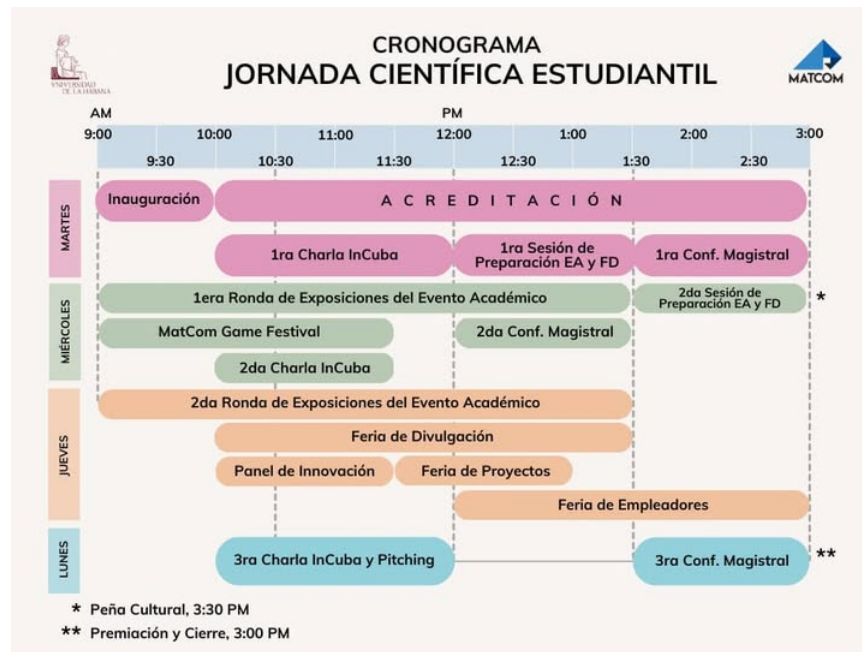 CRONOGRAMA
JORNADA CIENTÍFICA ESTUDIANTIL
VNIVERSIDAD
DE LA HABANA
MATCOM
AM
PM
9:00 10:00 11:00 12:00 1:00 2:00 3:00
9:30 10:30 11:30 12:30 1:30 2:30
MARTES
Inauguración
ACREDITACIÓN
1ra Charla InCuba
1ra Sesión de
Preparación EA y FD
1ra Conf. Magistral
MIÉRCOLES
1era Ronda de Exposiciones del Evento Académico
2da Sesión de
Preparación EA y FD
*
MatCom Game Festival
2da Conf. Magistral
2da Charla InCuba
JUEVES
2da Ronda de Exposiciones del Evento Académico
Feria de Divulgación
Panel de Innovación
Feria de Proyectos
Feria de Empleadores
LUNES
3ra Charla InCuba y Pitching
3ra Conf. Magistral
**
* Peña Cultural, 3:30 PM
** Premiación y Cierre, 3:00 PM